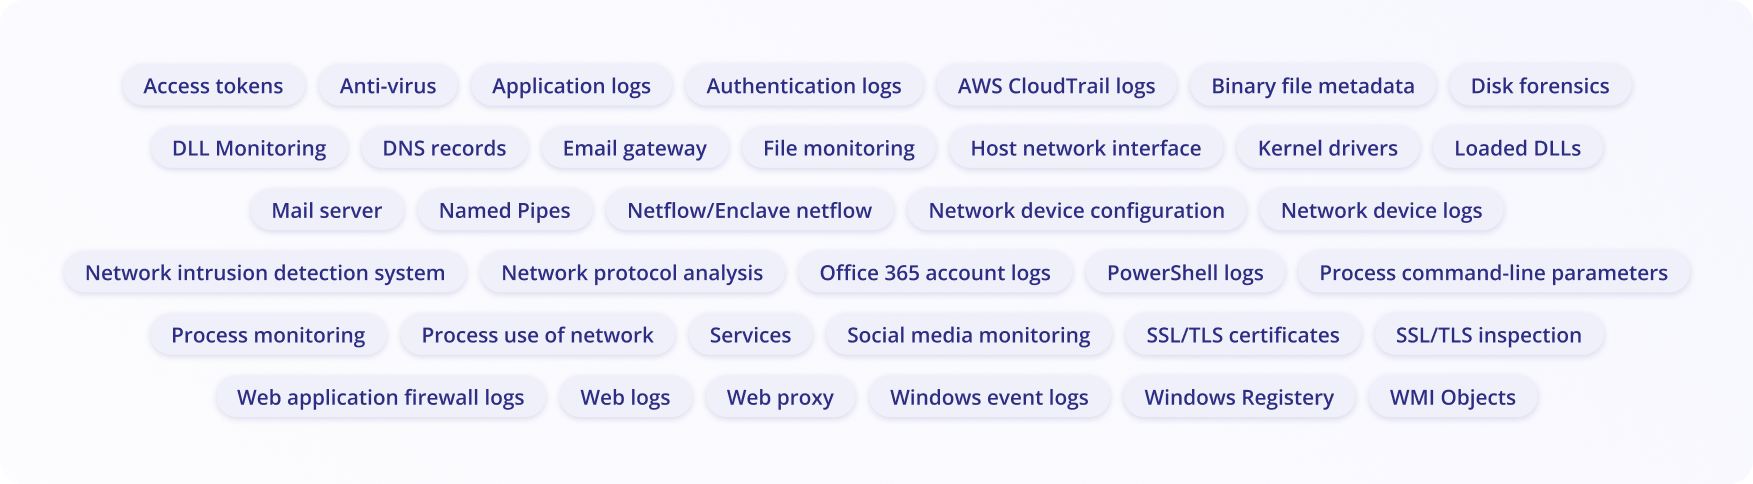 Access tokens Anti-virus Application logs Authentication logs AWS CloudTrail logs Binary file metadata Disk forensics
DLL Monitoring DNS records Email gateway File monitoring Host network interface Kernel drivers Loaded DLLs
Mail server Named Pipes Netflow/Enclave netflow Network device configuration Network device logs
Network intrusion detection system Network protocol analysis Office 365 account logs PowerShell logs Process command-line parameters
Process monitoring Process use of network Services Social media monitoring SSL/TLS certificates SSL/TLS inspection
Web application firewall logs Web logs Web proxy Windows event logs Windows Registery WMI Objects